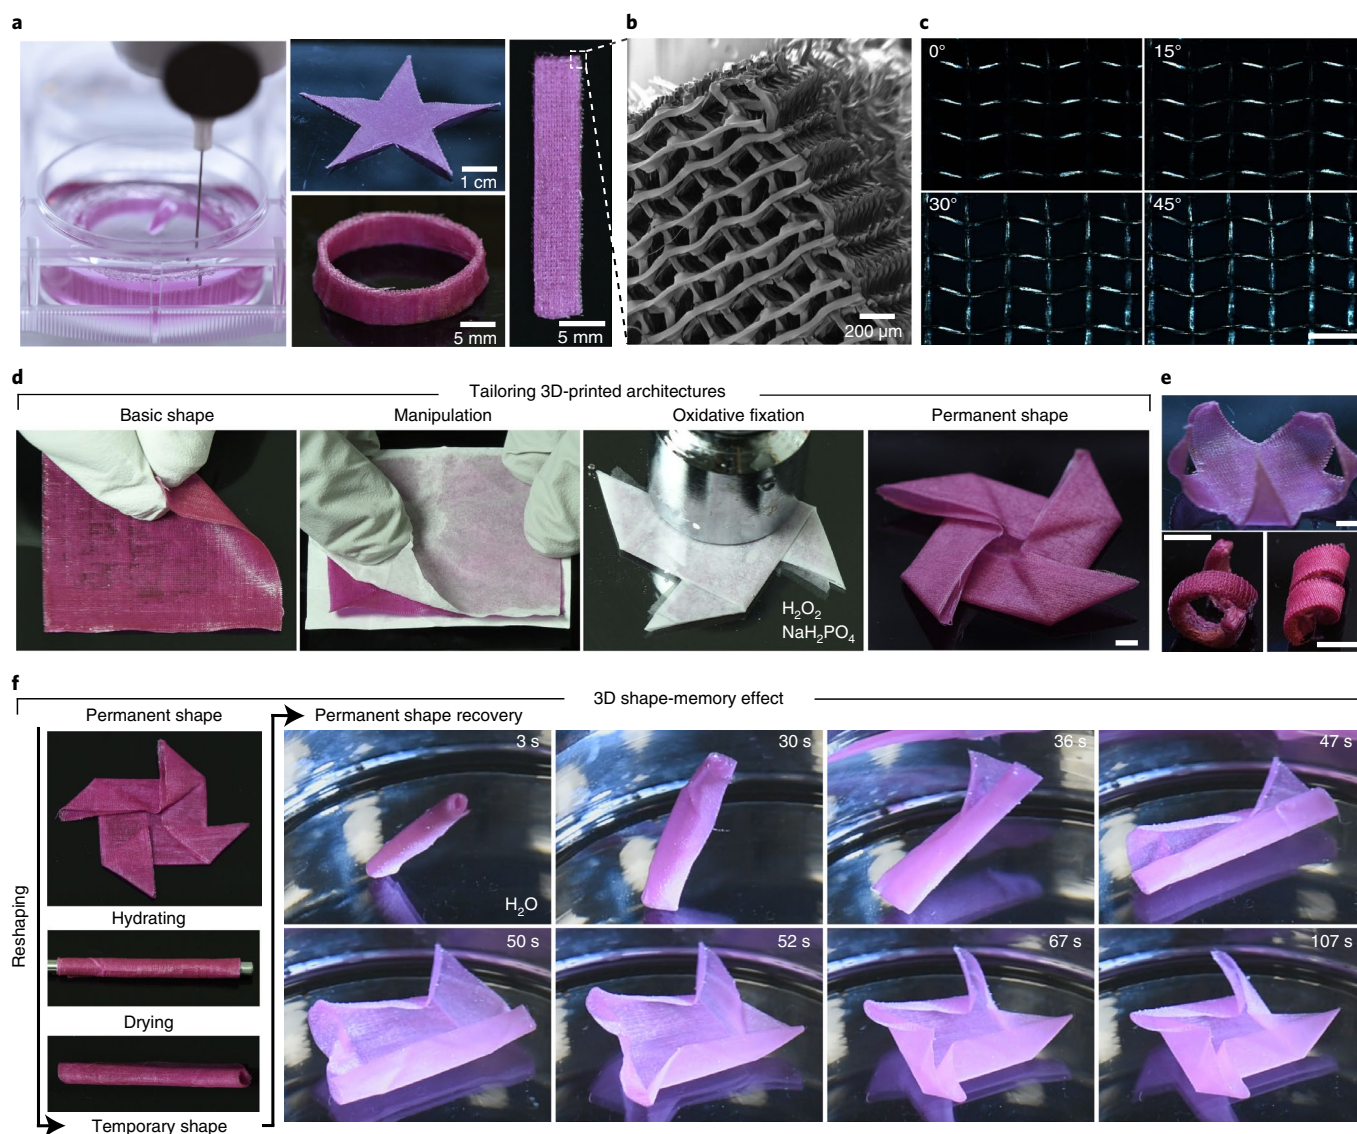 a
1 cm
5 mm
5 mm
b
200 µm
c
0°
15°
30°
45°
d
Tailoring 3D-printed architectures
Basic shape
Manipulation
Oxidative fixation
Permanent shape
H₂O₂
NaH₂PO₄
e
f
3D shape-memory effect
Permanent shape
Permanent shape recovery
Reshaping
Hydrating
Drying
Temporary shape
3 s
30 s
36 s
47 s
H₂O
50 s
52 s
67 s
107 s